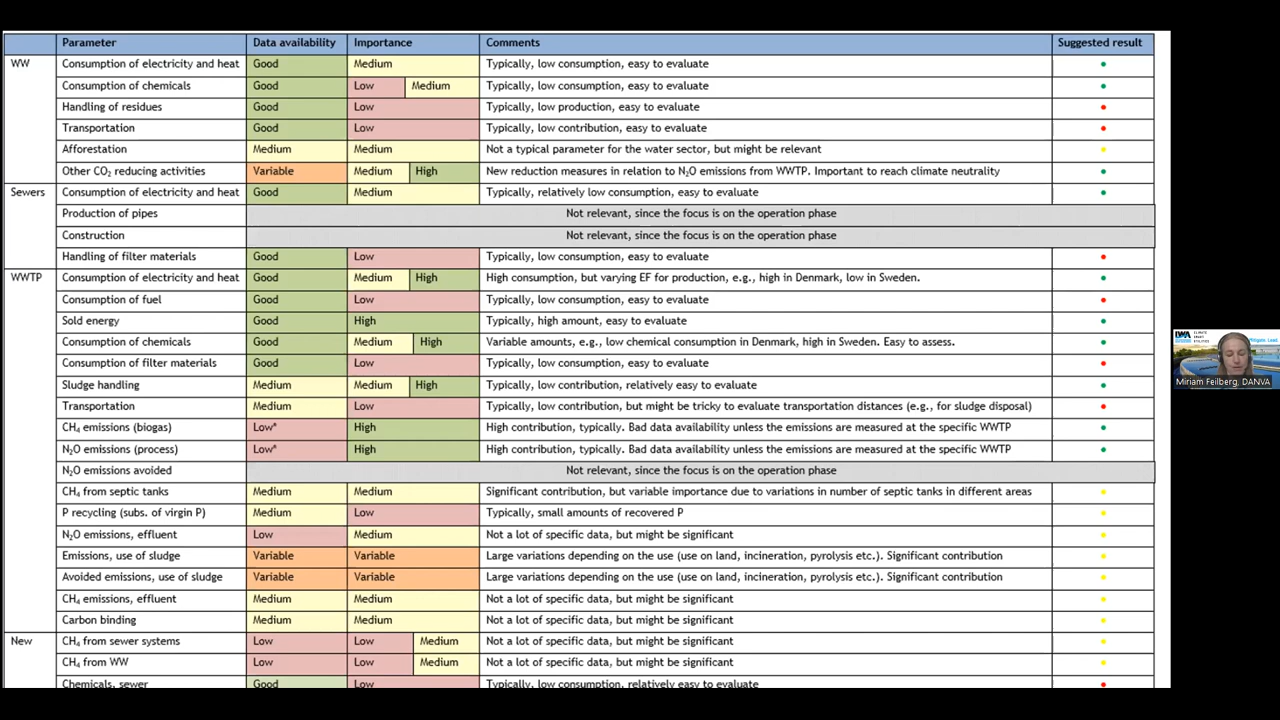 Parameter Data availability Importance Comments Suggested result
WW Consumption of electricity and heat Good Medium Typically, low consumption, easy to evaluate
Consumption of chemicals Good Low Medium Typically, low consumption, easy to evaluate
Handling of residues Good Low Typically, low production, easy to evaluate
Transportation Good Low Typically, low contribution, easy to evaluate
Afforestation Medium Medium Not a typical parameter for the water sector, but might be relevant
Other CO₂ reducing activities Variable Medium High New reduction measures in relation to N₂O emissions from WWTP. Important to reach climate neutrality
Sewers Consumption of electricity and heat Good Medium Typically, relatively low consumption, easy to evaluate
Production of pipes Not relevant, since the focus is on the operation phase
Construction Not relevant, since the focus is on the operation phase
Handling of filter materials Good Low Typically, low consumption, easy to evaluate
WWTP Consumption of electricity and heat Good Medium High High consumption, but varying EF for production, e.g., high in Denmark, low in Sweden.
Consumption of fuel Good Low Typically, low consumption, easy to evaluate
Sold energy Good High Typically, high amount, easy to evaluate
Consumption of chemicals Good Medium High Variable amounts, e.g., low chemical consumption in Denmark, high in Sweden. Easy to assess.
Consumption of filter materials Good Low Typically, low consumption, easy to evaluate
Sludge handling Medium Medium High Typically, low contribution, relatively easy to evaluate
Transportation Medium Low Typically, low contribution, but might be tricky to evaluate transportation distances (e.g., for sludge disposal)
CH₄ emissions (biogas) Low* High High contribution, typically. Bad data availability unless the emissions are measured at the specific WWTP
N₂O emissions (process) Low* High High contribution, typically. Bad data availability unless the emissions are measured at the specific WWTP
N₂O emissions avoided Not relevant, since the focus is on the operation phase
CH₄ from septic tanks Medium Medium Significant contribution, but variable importance due to variations in number of septic tanks in different areas
P recycling (subs. of virgin P) Medium Low Typically, small amounts of recovered P
N₂O emissions, effluent Low Medium Not a lot of specific data, but might be significant
Emissions, use of sludge Variable Variable Large variations depending on the use (use on land, incineration, pyrolysis etc.). Significant contribution
Avoided emissions, use of sludge Variable Variable Large variations depending on the use (use on land, incineration, pyrolysis etc.). Significant contribution
CH₄ emissions, effluent Medium Medium Not a lot of specific data, but might be significant
Carbon binding Medium Medium Not a lot of specific data, but might be significant
New CH₄ from sewer systems Low Low Medium Not a lot of specific data, but might be significant
CH₄ from WW Low Low Medium Not a lot of specific data, but might be significant
Chemicals, sewer Good Low Typically, low consumption, relatively easy to evaluate
IWA
CLIMATE
SMART
UTILITIES
Miriam Feilberg, DANVA